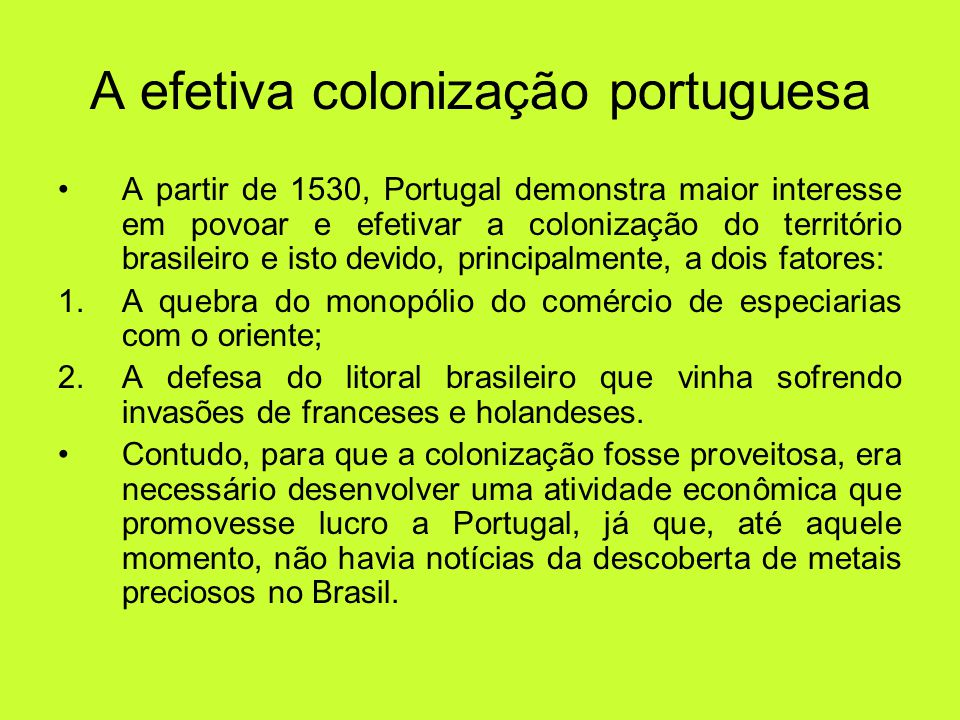 A efetiva colonização portuguesa
• A partir de 1530, Portugal demonstra maior interesse
em povoar e efetivar a colonização do território
brasileiro e isto devido, principalmente, a dois fatores:
1. A quebra do monopólio do comércio de especiarias
com o oriente;
2. A defesa do litoral brasileiro que vinha sofrendo
invasões de franceses e holandeses.
• Contudo, para que a colonização fosse proveitosa, era
necessário desenvolver uma atividade econômica que
promovesse lucro a Portugal, já que, até aquele
momento, não havia notícias da descoberta de metais
preciosos no Brasil.